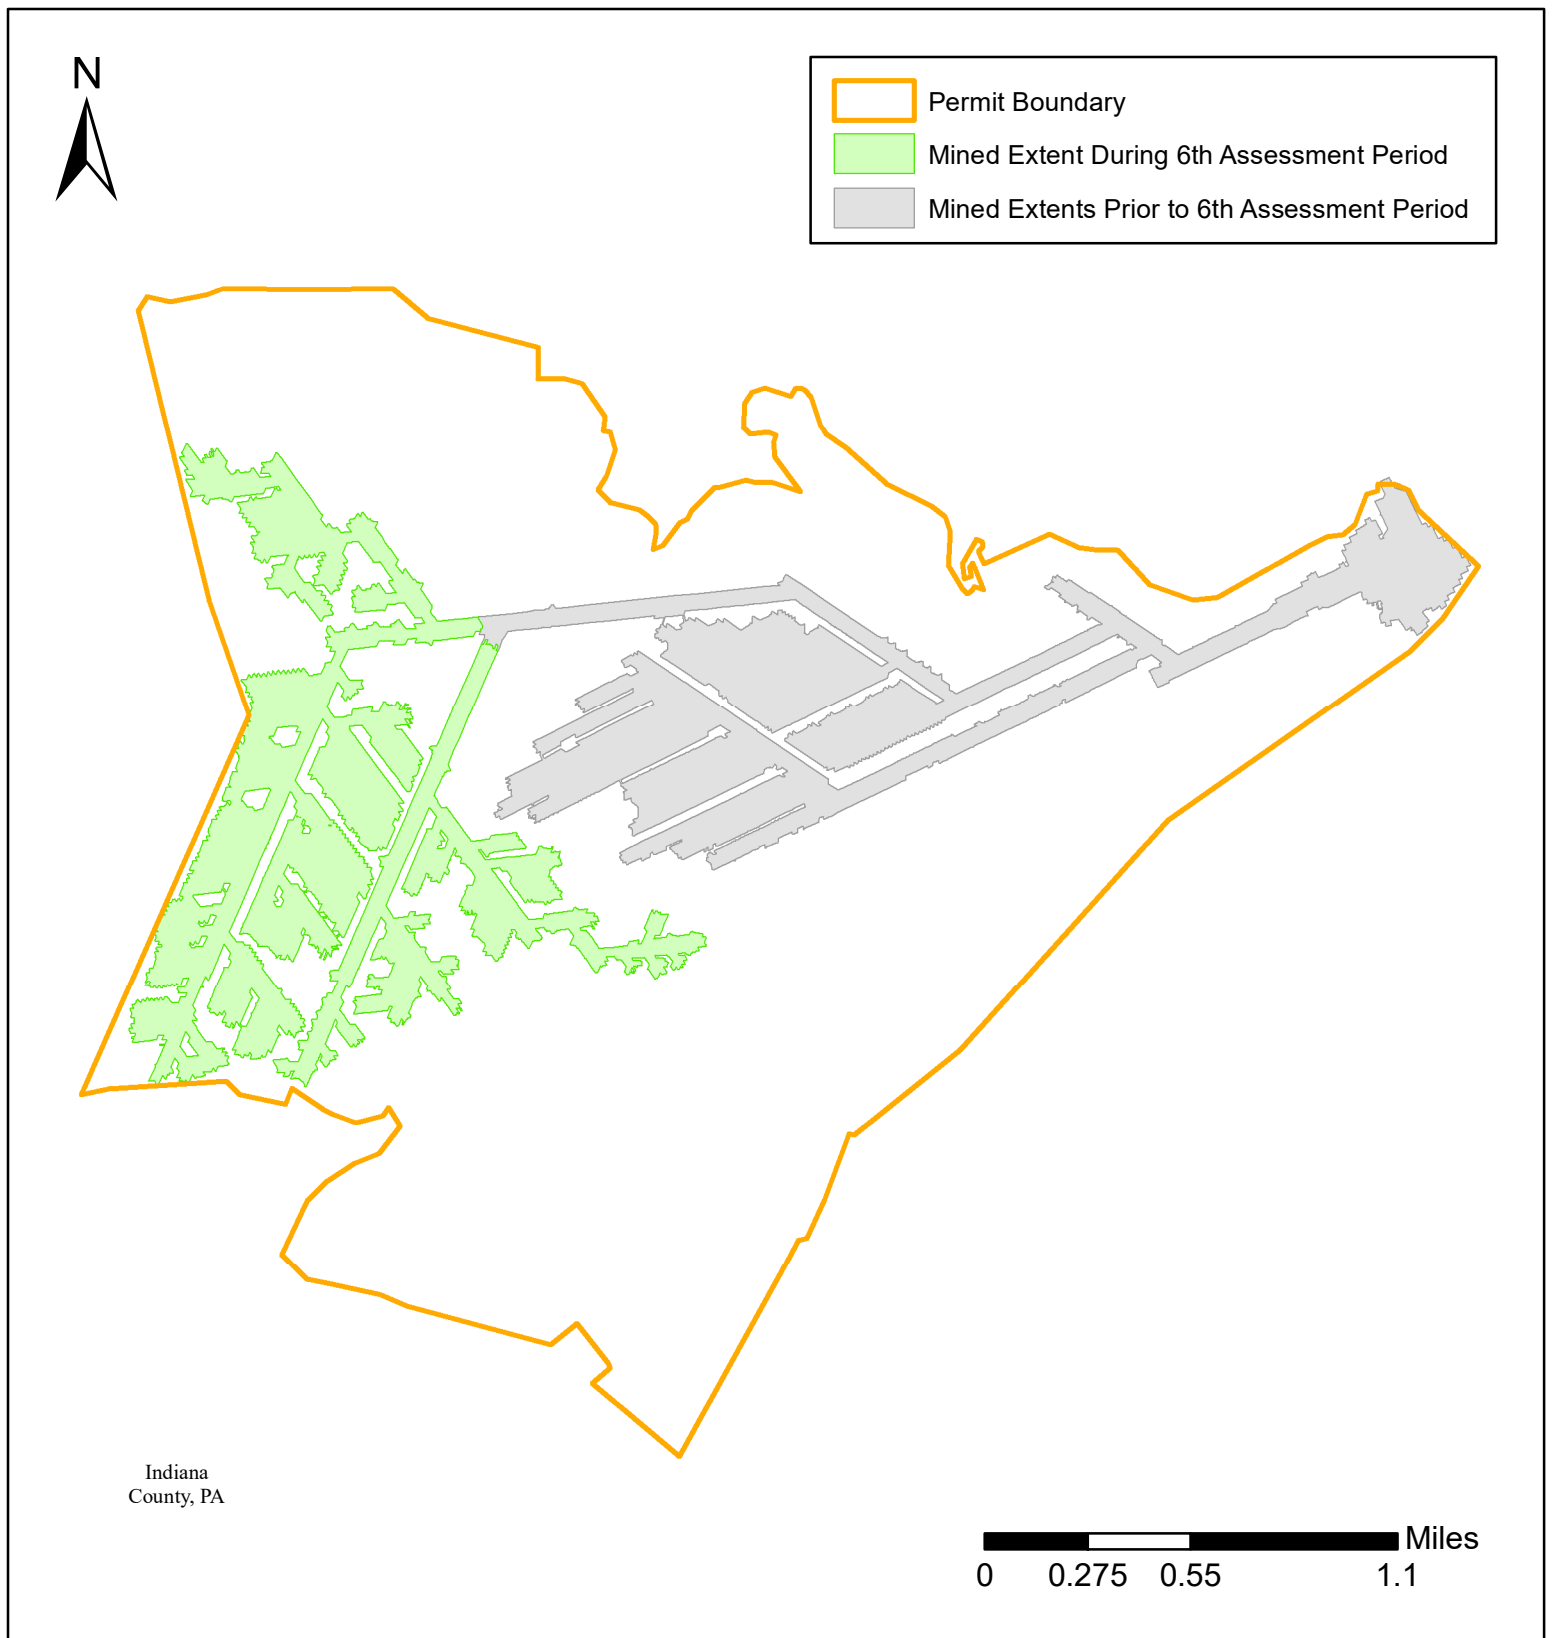 N
Permit Boundary
Mined Extent During 6th Assessment Period
Mined Extents Prior to 6th Assessment Period
Indiana
County, PA
Miles
0 0.275 0.55 1.1